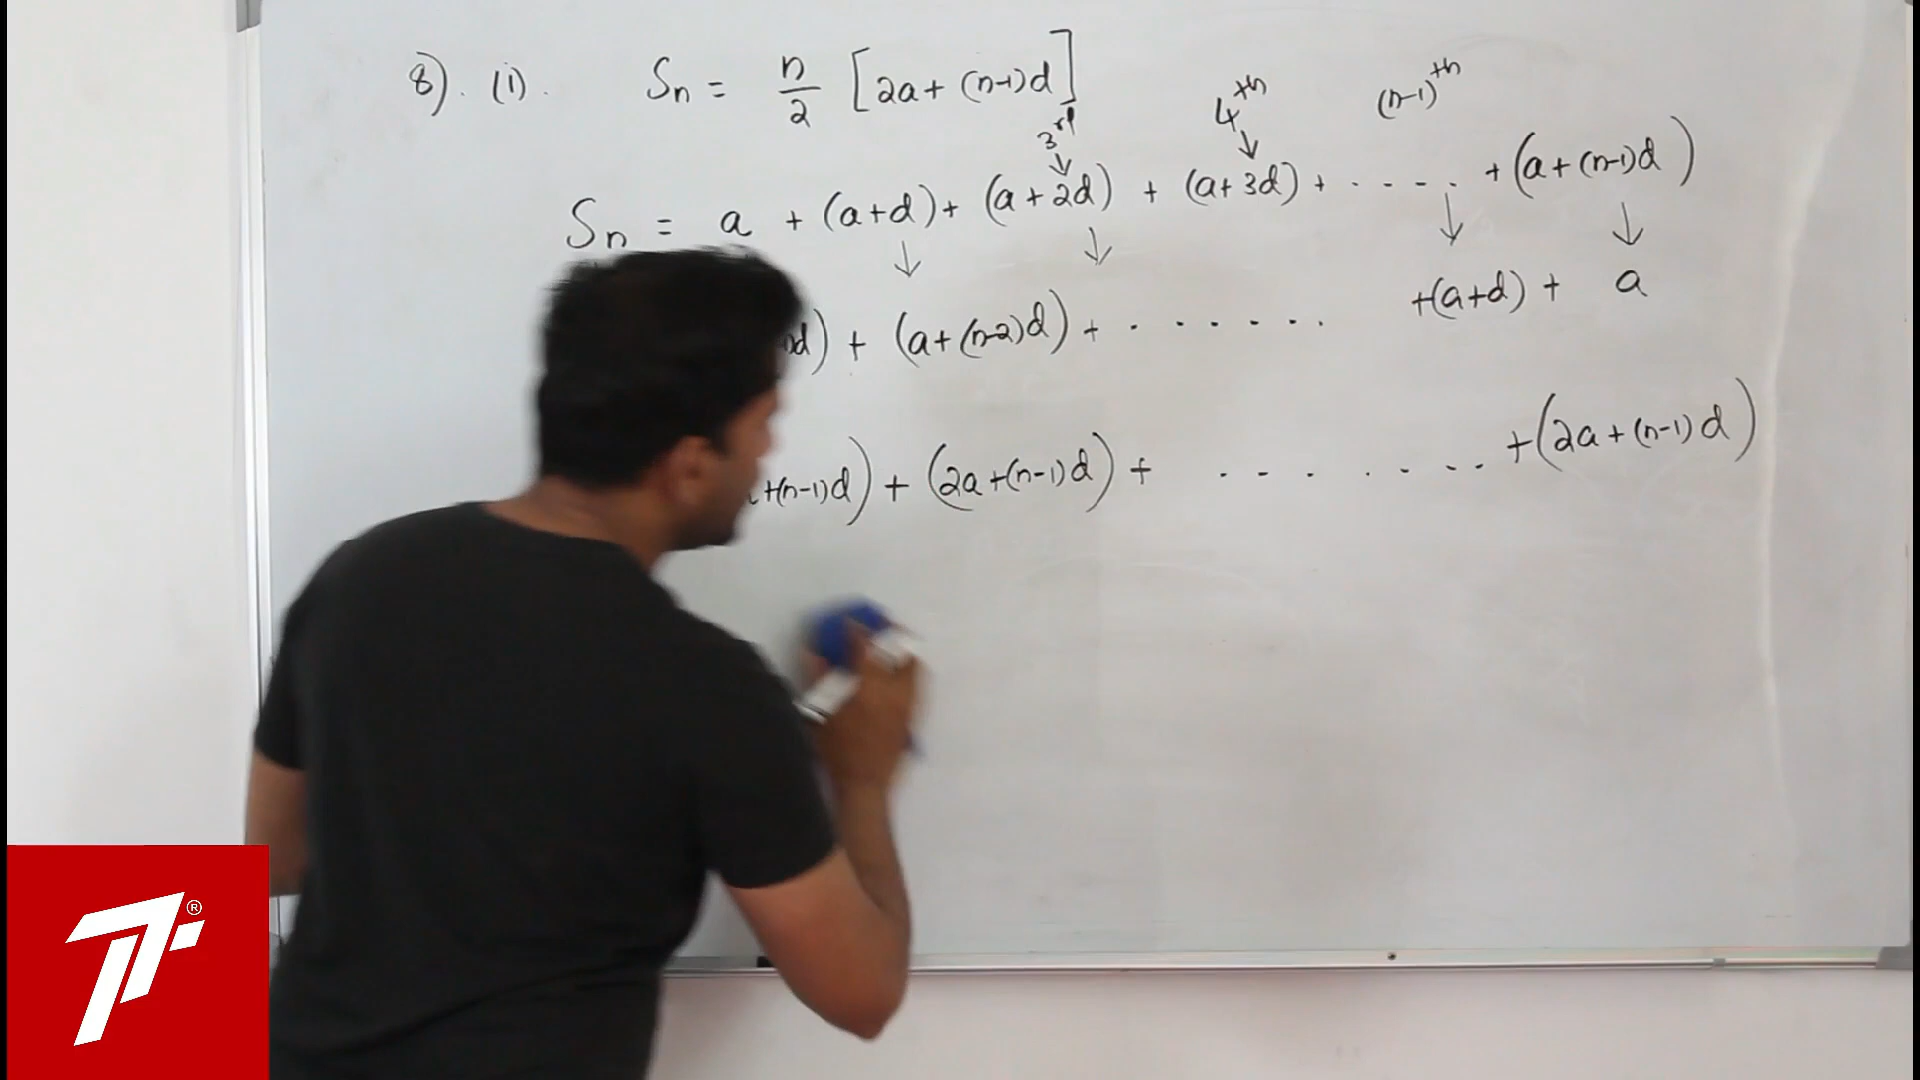 8). (i). Sn = n/2 [2a + (n-1)d]
3rd 4th (n-1)th
Sn = a + (a+d) + (a+2d) + (a+3d) + ..... + (a+(n-1)d)
d) + (a+(n-2)d) + ...... +(a+d) + a
+(n-1)d) + (2a+(n-1)d) + ....... +(2a+(n-1)d)
®